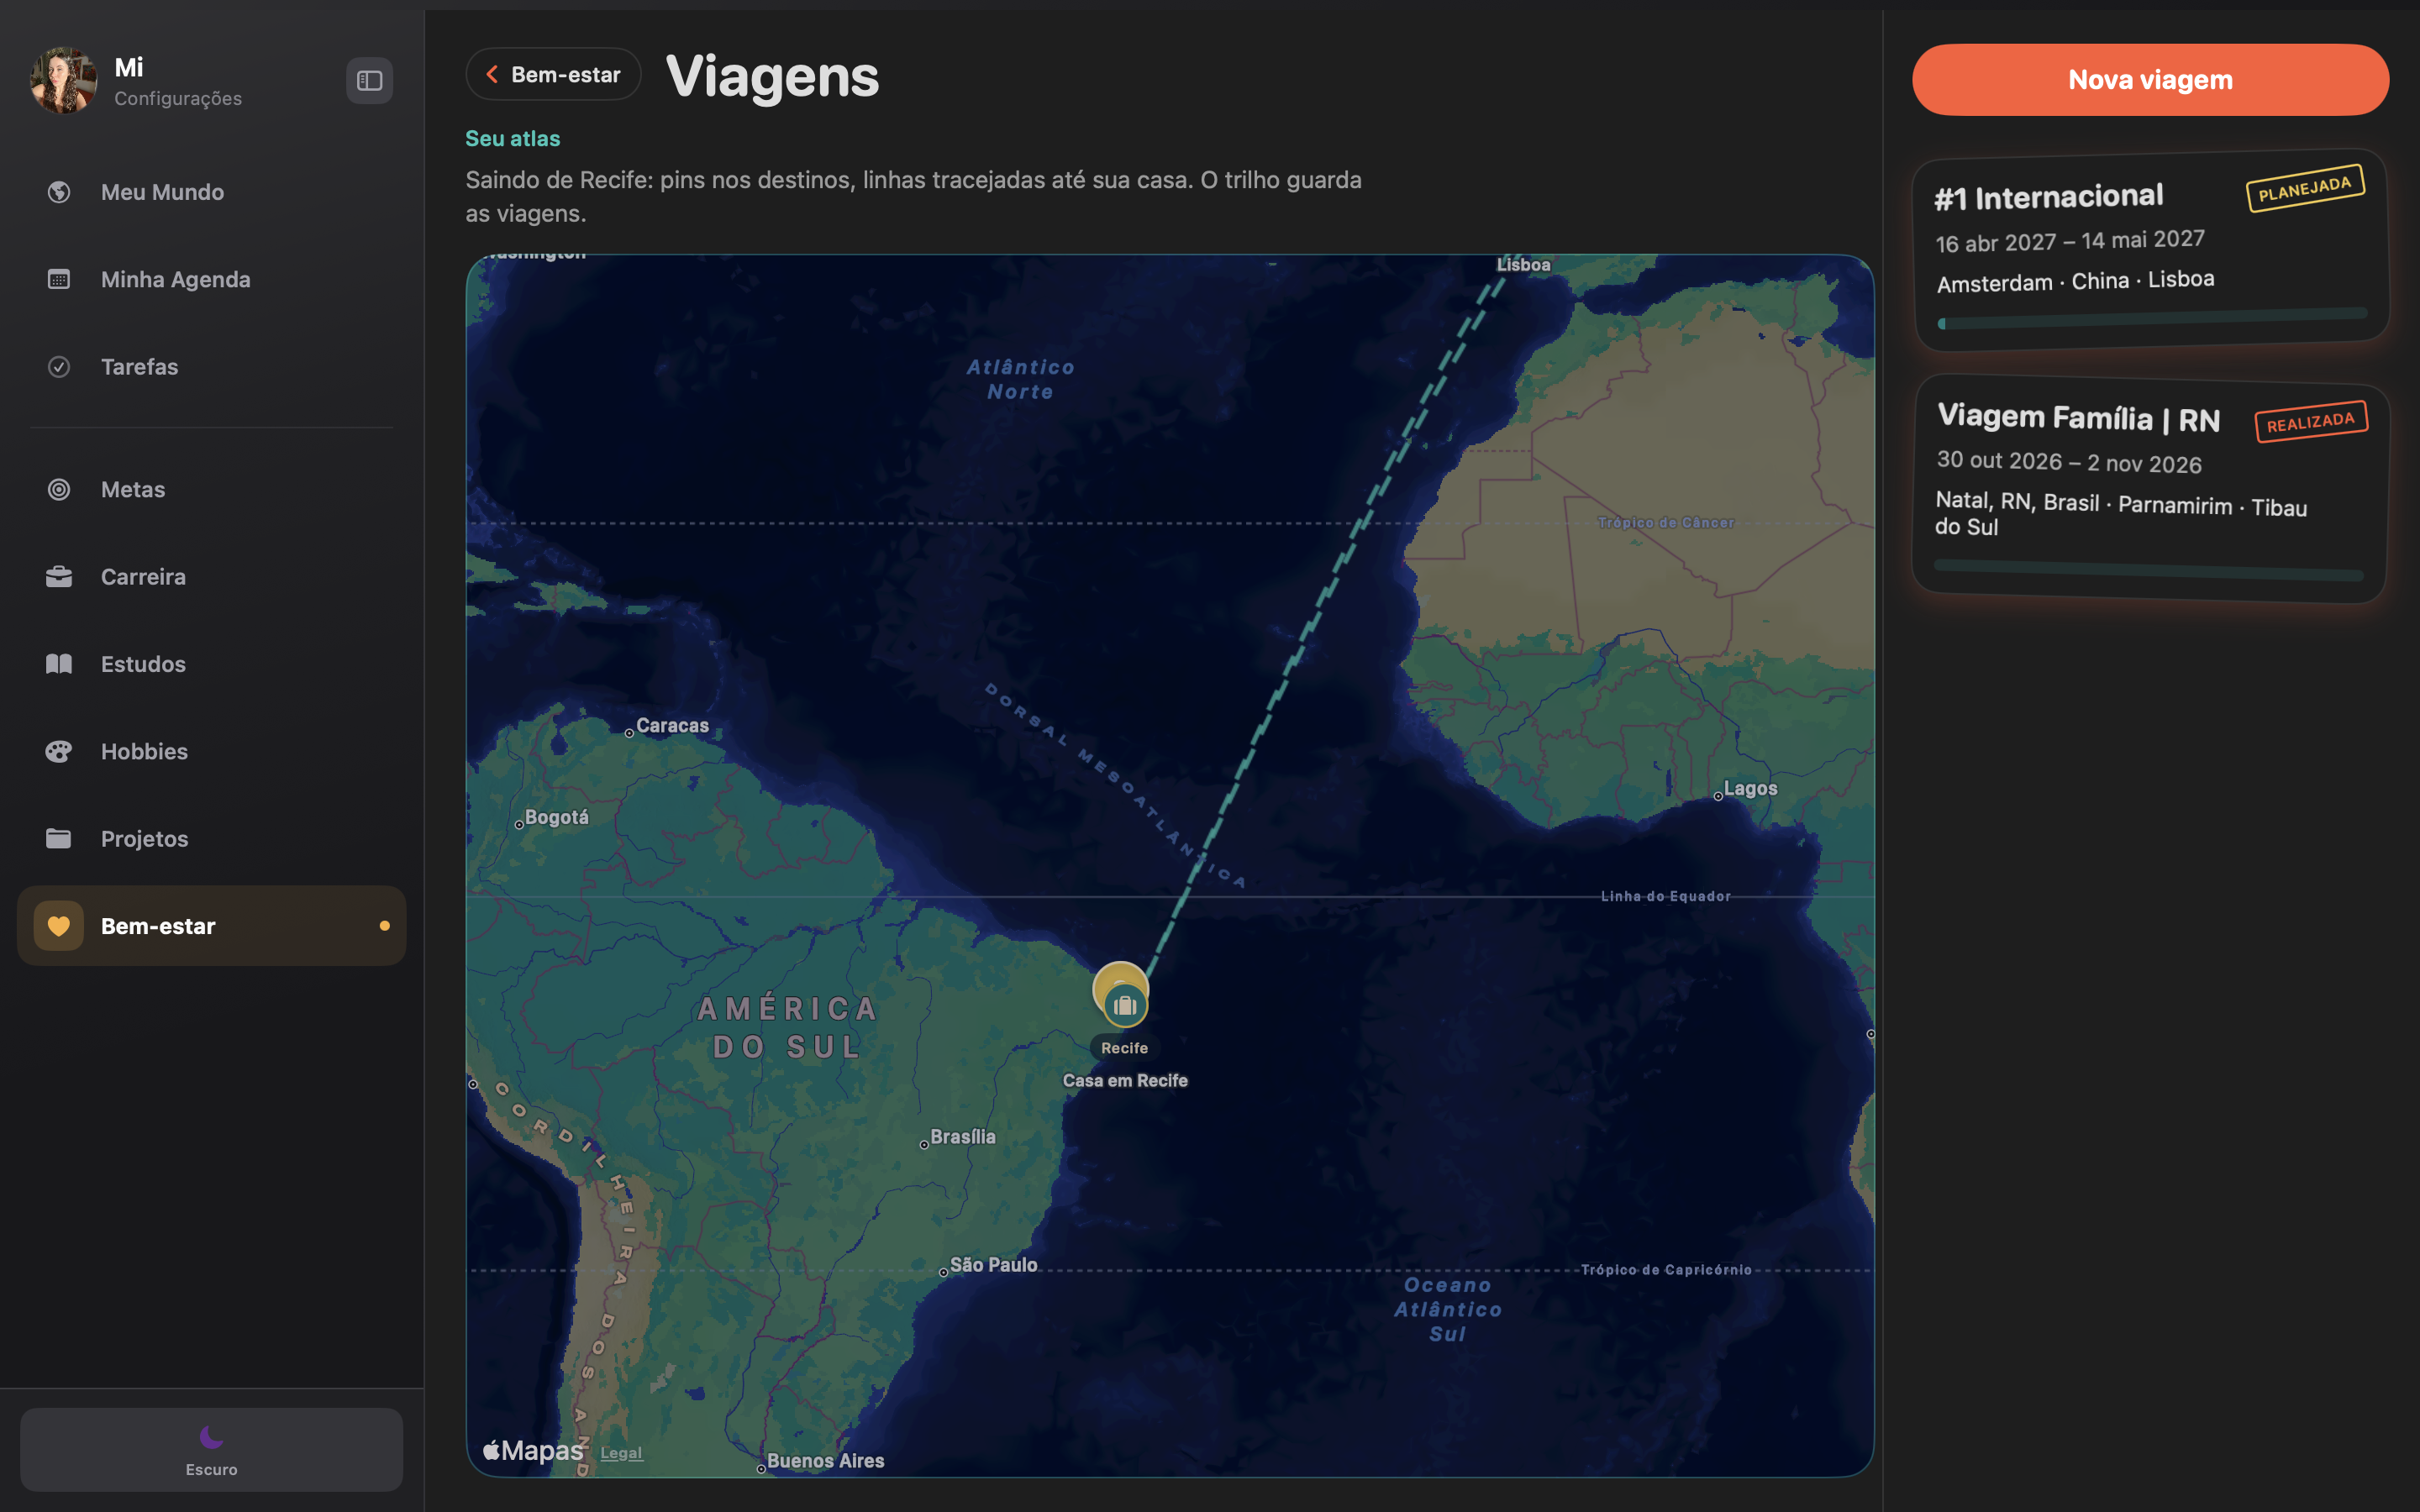 Mi
Configurações
Meu Mundo
Minha Agenda
Tarefas
Metas
Carreira
Estudos
Hobbies
Projetos
Bem-estar
Escuro
Bem-estar
Viagens
Seu atlas
Saindo de Recife: pins nos destinos, linhas tracejadas até sua casa. O trilho guarda
as viagens.
Washington
Lisboa
Atlântico
Norte
Trópico de Câncer
DORSAL MESOATLÂNTICA
Caracas
Bogotá
Lagos
Linha do Equador
AMÉRICA
DO SUL
Recife
Casa em Recife
CORDILHEIRA DOS AND
Brasília
São Paulo
Trópico de Capricórnio
Oceano
Atlântico
Sul
Mapas
Legal
Buenos Aires
Nova viagem
#1 Internacional
PLANEJADA
16 abr 2027 – 14 mai 2027
Amsterdam · China · Lisboa
Viagem Família | RN
REALIZADA
30 out 2026 – 2 nov 2026
Natal, RN, Brasil · Parnamirim · Tibau
do Sul